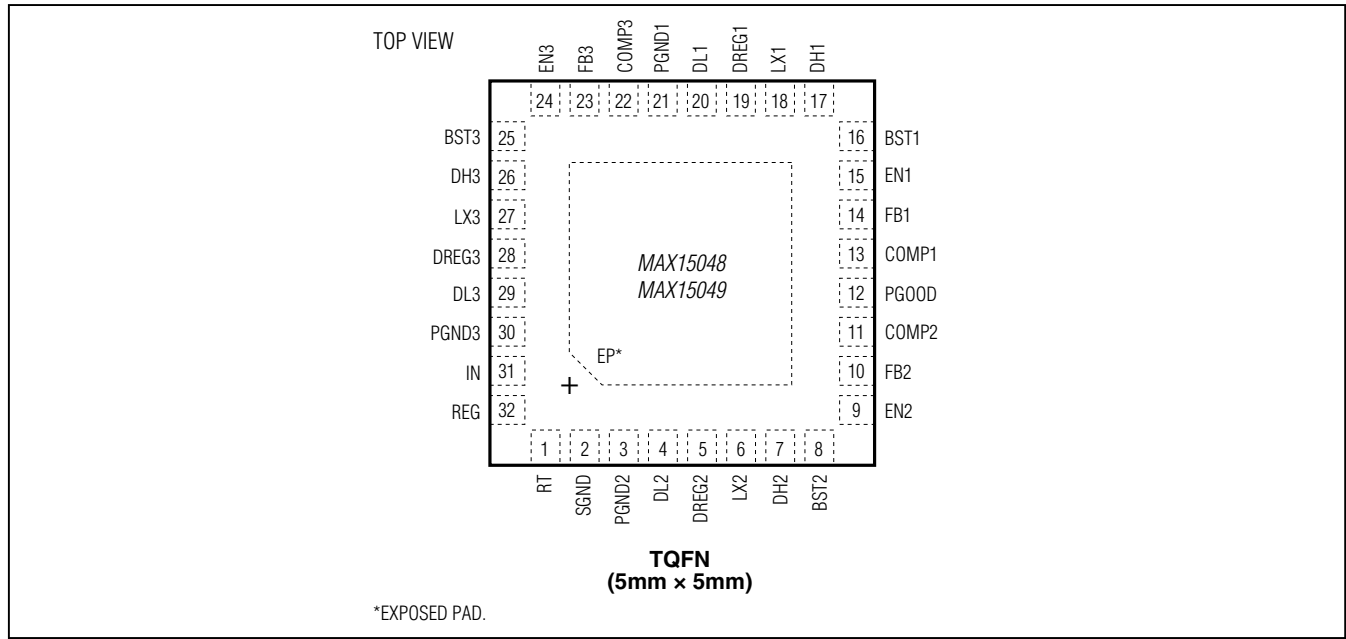 TOP VIEW
EN3 FB3 COMP3 PGND1 DL1 DREG1 LX1 DH1
24 23 22 21 20 19 18 17
BST3 25 16 BST1
DH3 26 15 EN1
LX3 27 14 FB1
DREG3 28 13 COMP1
MAX15048
MAX15049
DL3 29 12 PGOOD
PGND3 30 11 COMP2
EP*
IN 31 10 FB2
+
REG 32 9 EN2
1 2 3 4 5 6 7 8
RT SGND PGND2 DL2 DREG2 LX2 DH2 BST2
TQFN
(5mm × 5mm)
*EXPOSED PAD.